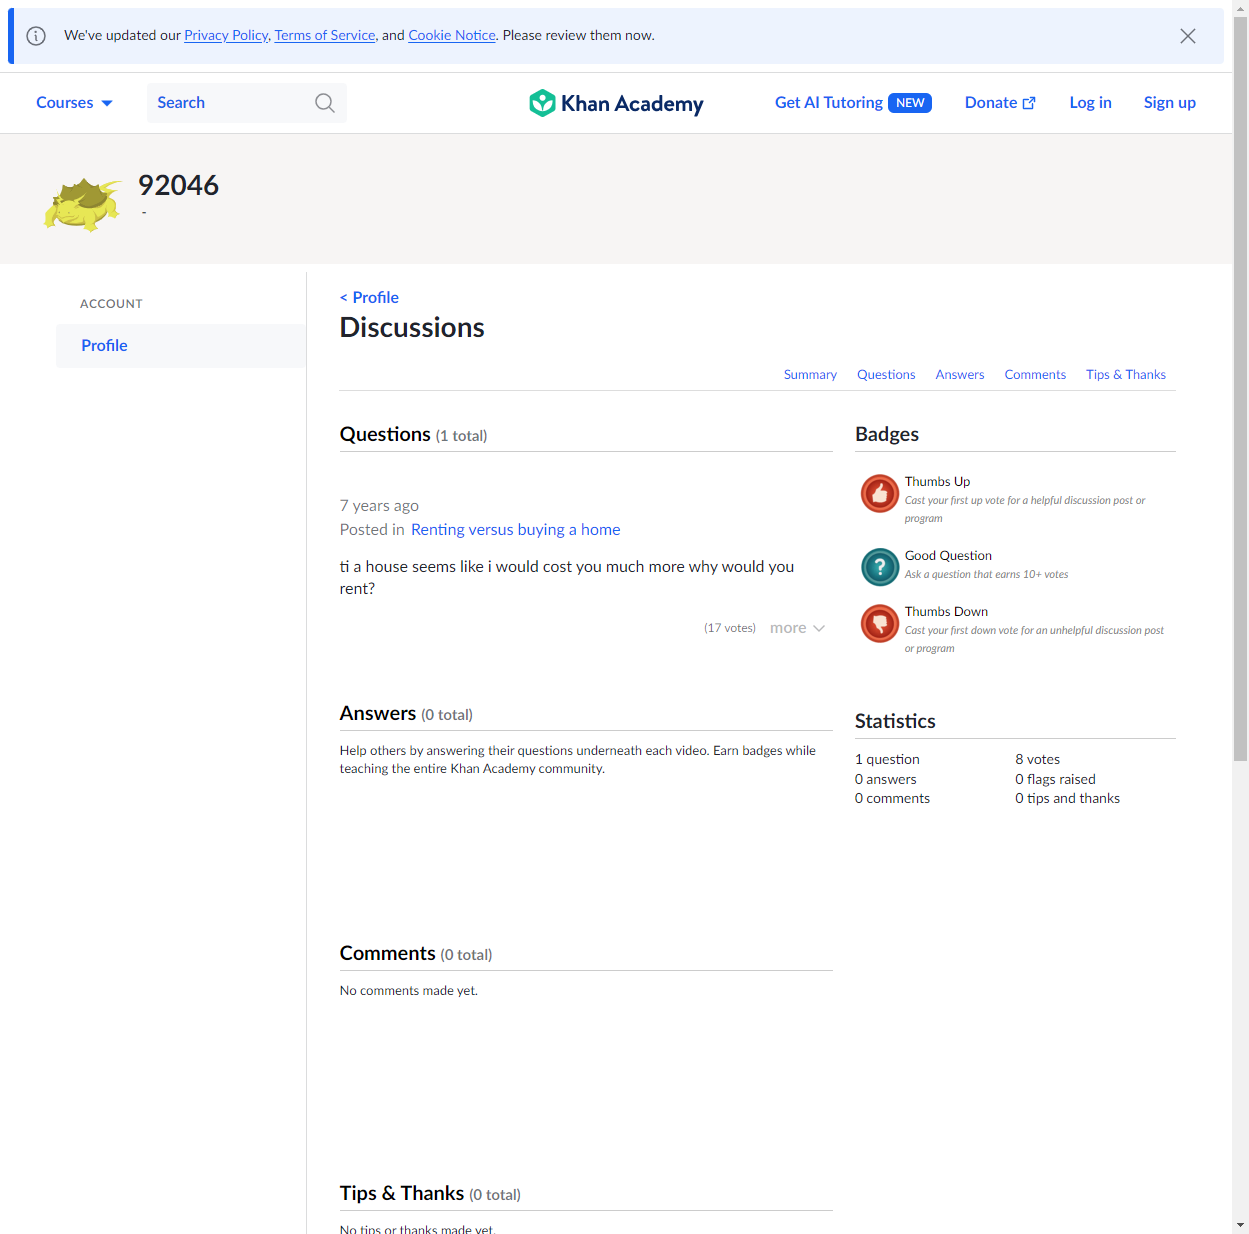 We've updated our Privacy Policy, Terms of Service, and Cookie Notice. Please review them now.
Courses
Search
Khan Academy
Get AI Tutoring NEW
Donate
Log in
Sign up
92046
-
ACCOUNT
Profile
< Profile
Discussions
Summary
Questions
Answers
Comments
Tips & Thanks
Questions (1 total)
7 years ago
Posted in Renting versus buying a home
ti a house seems like i would cost you much more why would you
rent?
(17 votes)
more
Answers (0 total)
Help others by answering their questions underneath each video. Earn badges while
teaching the entire Khan Academy community.
Comments (0 total)
No comments made yet.
Tips & Thanks (0 total)
No tips or thanks made yet.
Badges
Thumbs Up
Cast your first up vote for a helpful discussion post or
program
Good Question
Ask a question that earns 10+ votes
Thumbs Down
Cast your first down vote for an unhelpful discussion post
or program
Statistics
1 question
0 answers
0 comments
8 votes
0 flags raised
0 tips and thanks